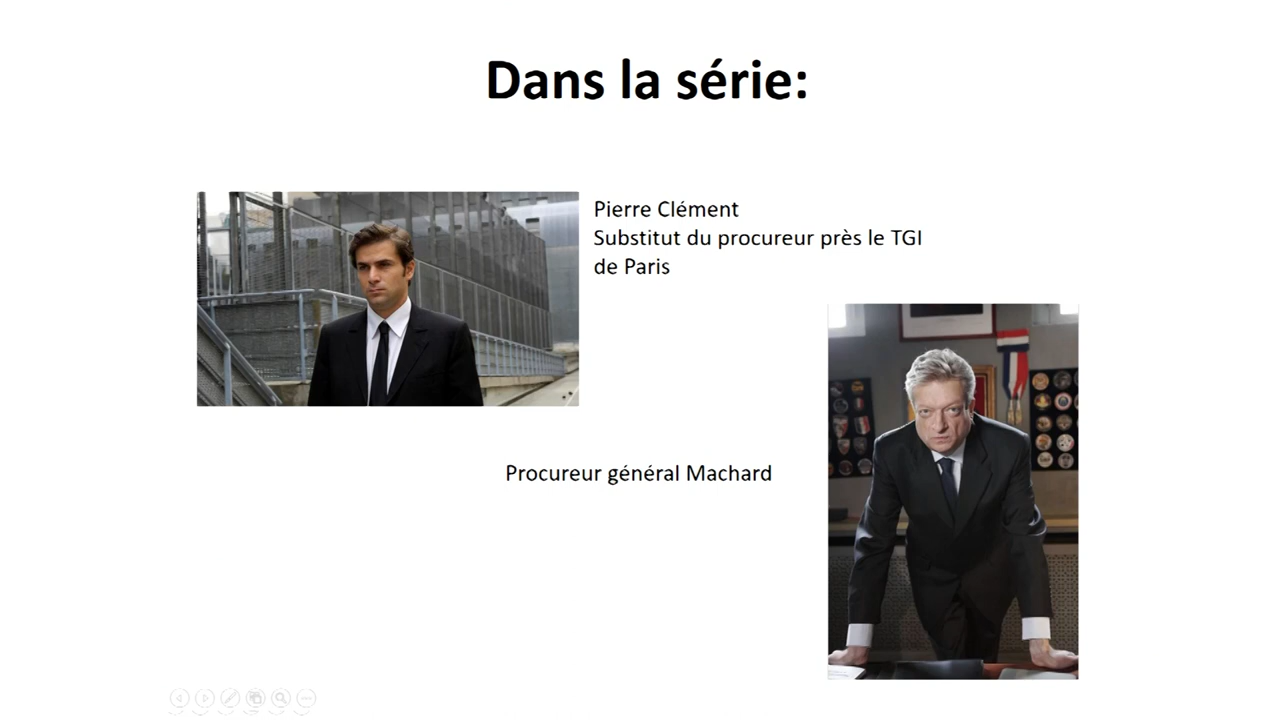 Dans la série:
Pierre Clément
Substitut du procureur près le TGI
de Paris
Procureur général Machard